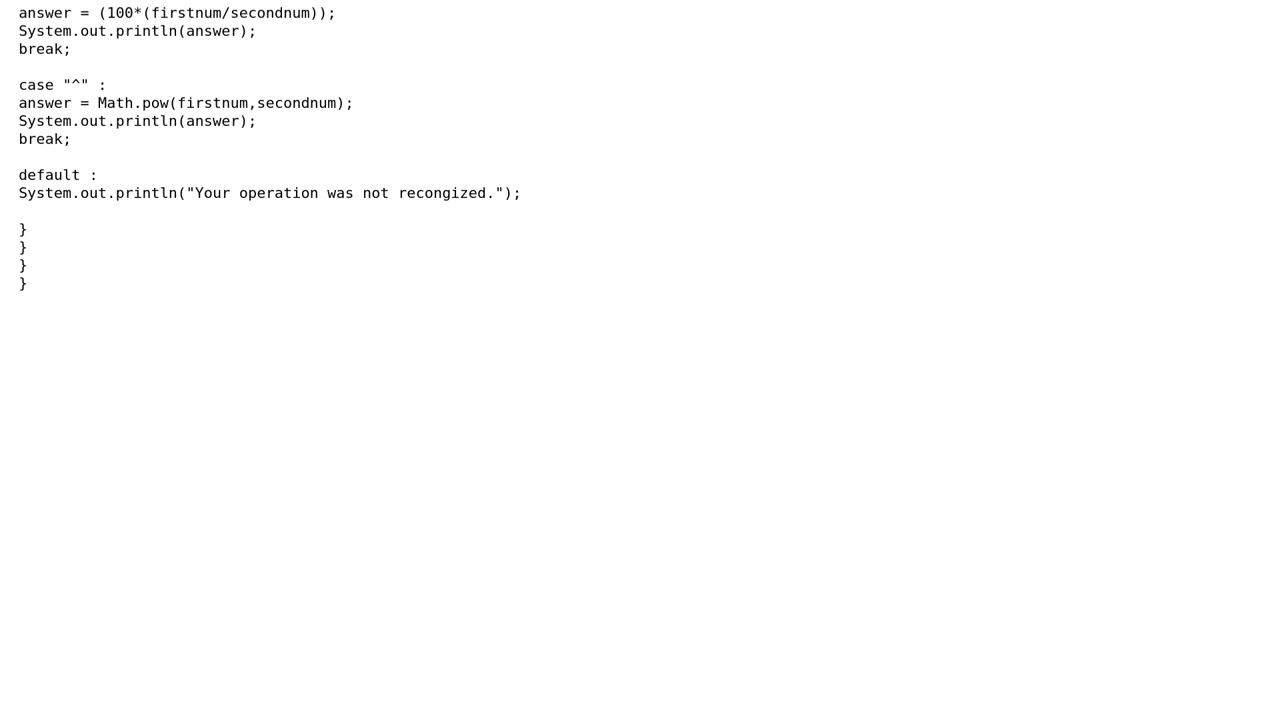 answer = (100*(firstnum/secondnum));
System.out.println(answer);
break;

case "^" :
answer = Math.pow(firstnum,secondnum);
System.out.println(answer);
break;

default :
System.out.println("Your operation was not recongized.");

}
}
}
}